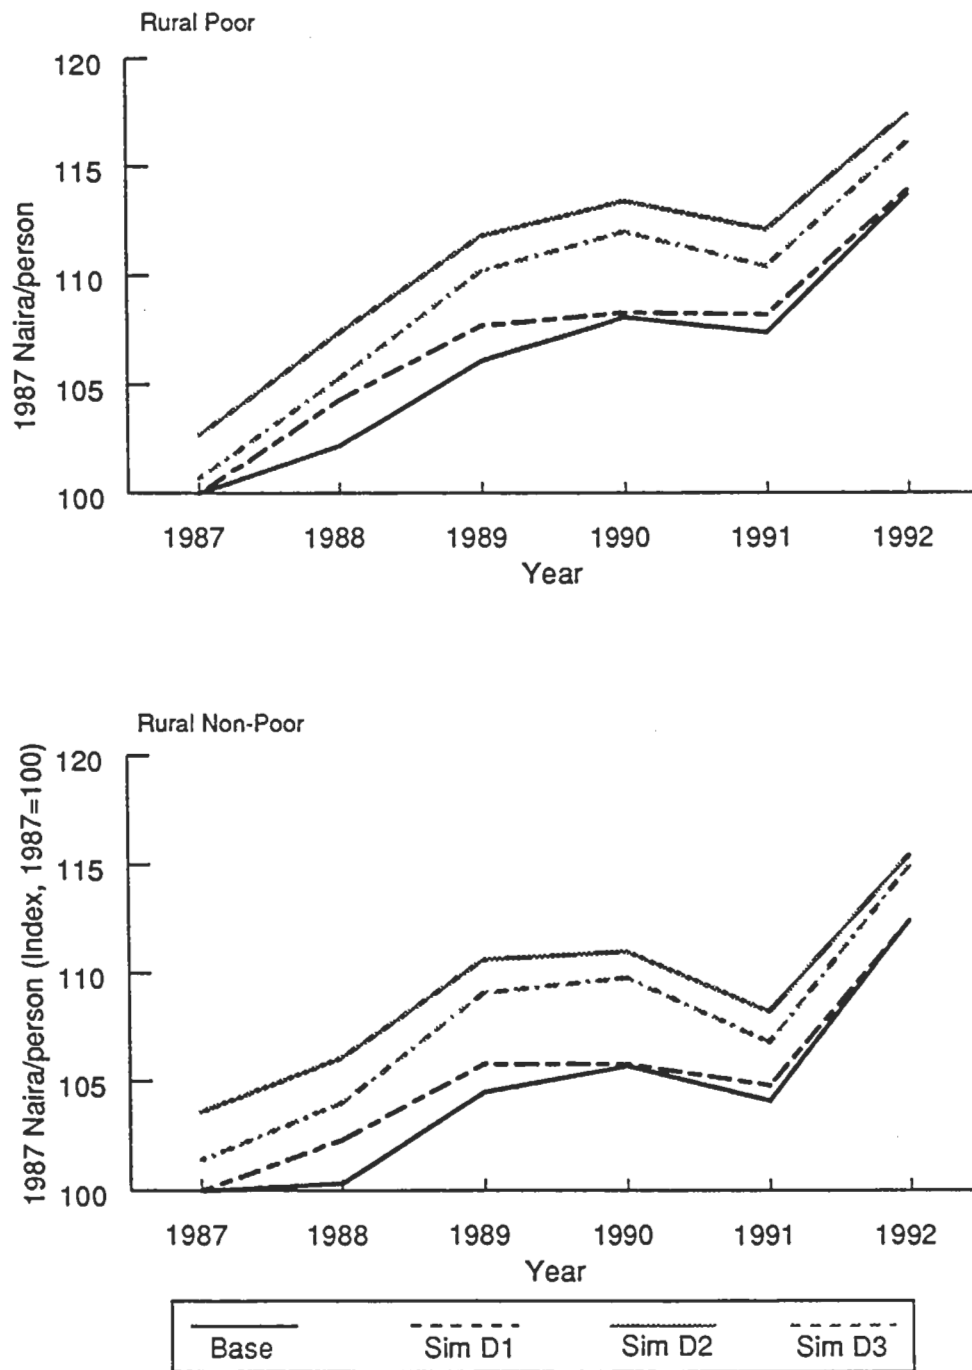 Rural Poor
120
115
110
105
100
1987 Naira/person
1987 1988 1989 1990 1991 1992
Year
Rural Non-Poor
120
115
110
105
100
1987 Naira/person (Index, 1987=100)
1987 1988 1989 1990 1991 1992
Year
Base Sim D1 Sim D2 Sim D3